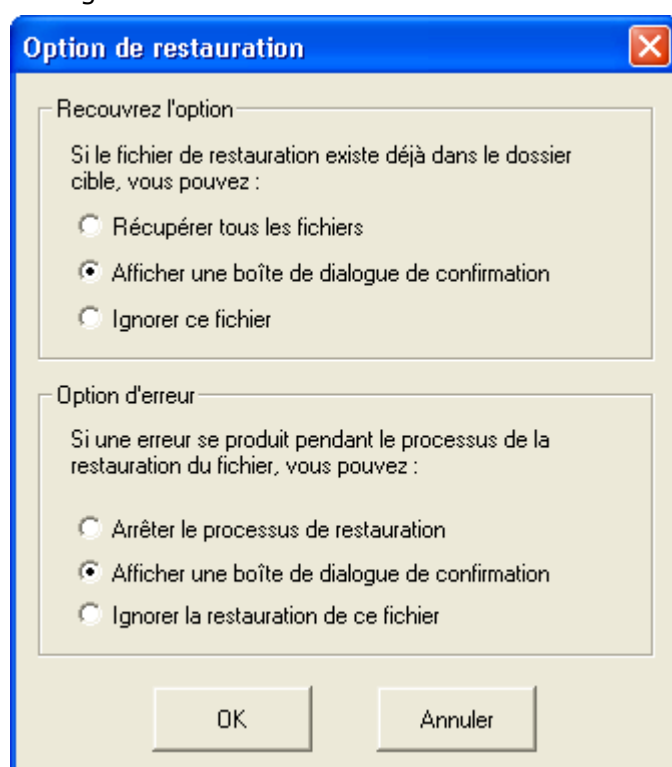 Option de restauration
Recouvrez l'option
Si le fichier de restauration existe déjà dans le dossier
cible, vous pouvez :
Récupérer tous les fichiers
Afficher une boîte de dialogue de confirmation
Ignorer ce fichier
Option d'erreur
Si une erreur se produit pendant le processus de la
restauration du fichier, vous pouvez :
Arrêter le processus de restauration
Afficher une boîte de dialogue de confirmation
Ignorer la restauration de ce fichier
OK Annuler